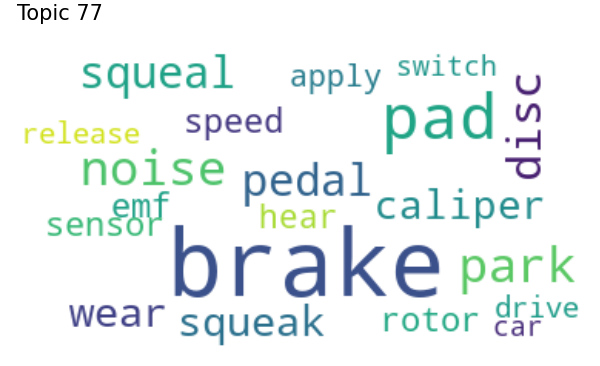 Topic 77
squeal apply switch
disc
pad
speed
release
noise pedal
caliper
emf hear
sensor
brake park
wear squeak rotor drive
car